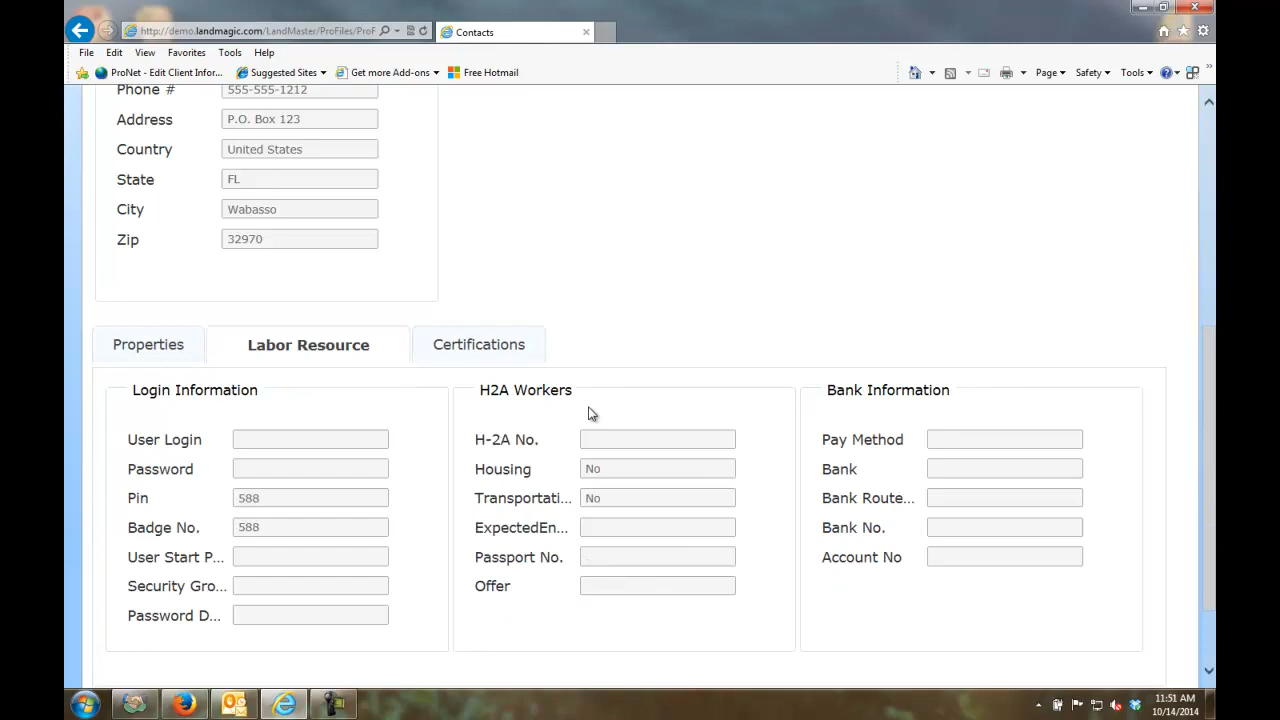 http://demo.landmagic.com/LandMaster/ProFiles/ProF
Contacts
File Edit View Favorites Tools Help
ProNet - Edit Client Infor... Suggested Sites Get more Add-ons Free Hotmail
Page Safety Tools
Phone # 555-555-1212
Address P.O. Box 123
Country United States
State FL
City Wabasso
Zip 32970
Properties Labor Resource Certifications
Login Information
User Login
Password
Pin 588
Badge No. 588
User Start P...
Security Gro...
Password D...
H2A Workers
H-2A No.
Housing No
Transportati... No
ExpectedEn...
Passport No.
Offer
Bank Information
Pay Method
Bank
Bank Route...
Bank No.
Account No
11:51 AM
10/14/2014